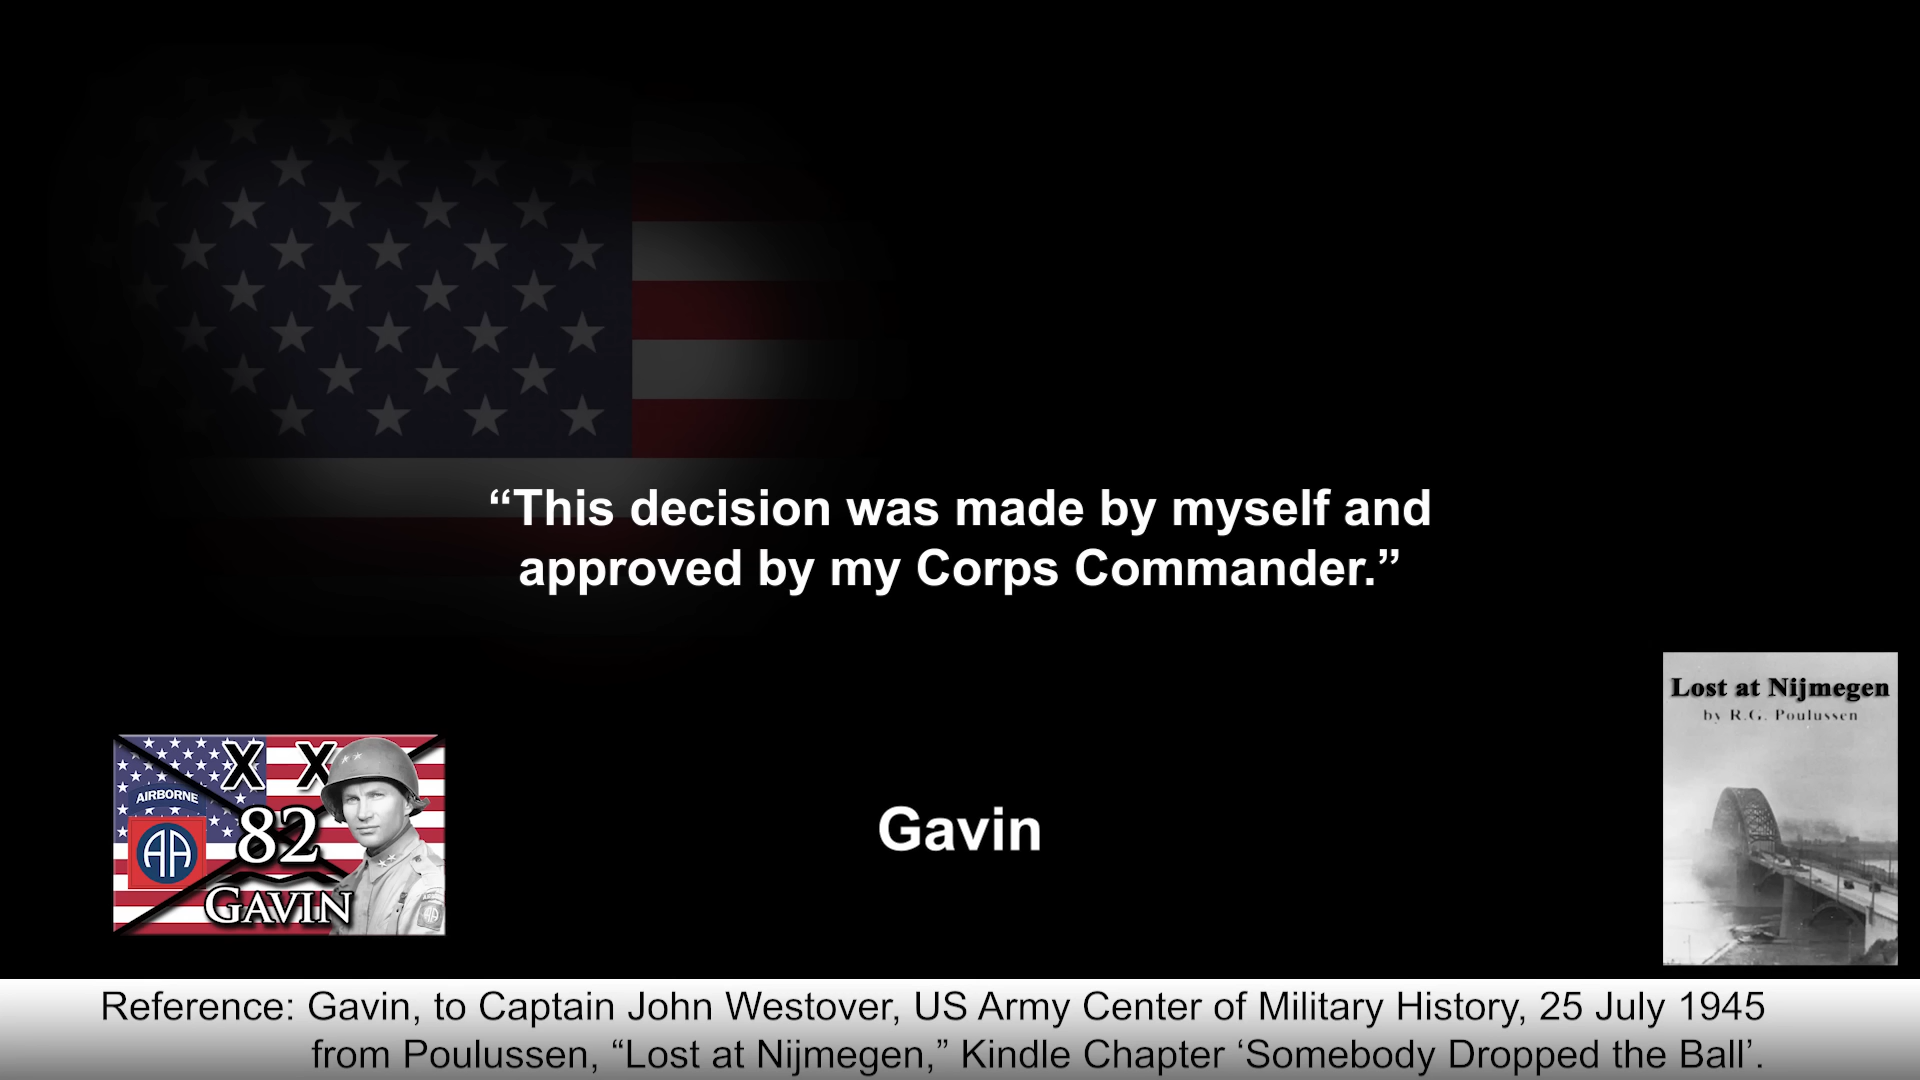 “This decision was made by myself and
approved by my Corps Commander.”
Lost at Nijmegen
by R.G. Poulussen
X X
AIRBORNE
82
AA
GAVIN
Gavin
Reference: Gavin, to Captain John Westover, US Army Center of Military History, 25 July 1945
from Poulussen, “Lost at Nijmegen,” Kindle Chapter ‘Somebody Dropped the Ball’.